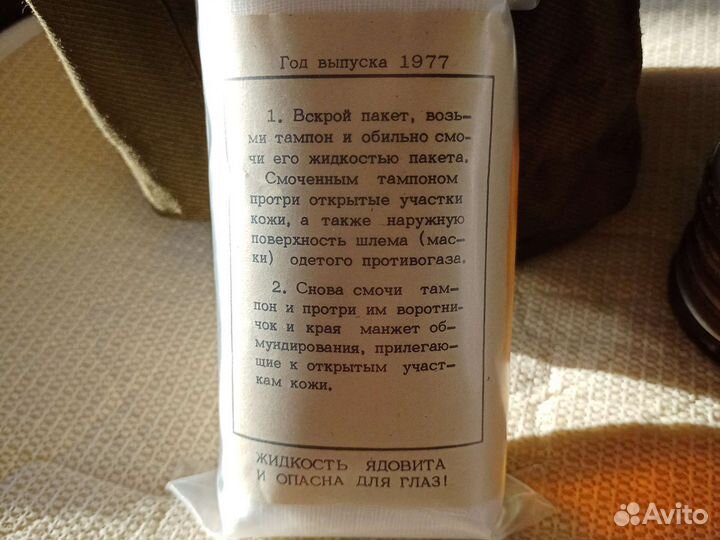 Год выпуска 1977
1. Вскрой пакет, возь-
ми тампон и обильно смо-
чи его жидкостью пакета.
Смоченным тампоном
протри открытые участки
кожи, а также наружную
поверхность шлема (мас-
ки) одетого противогаза.
2. Снова смочи там-
пон и протри им воротни-
чок и края манжет об-
мундирования, прилегаю-
щие к открытым участ-
кам кожи.
ЖИДКОСТЬ ЯДОВИТА
И ОПАСНА ДЛЯ ГЛАЗ!
Avito